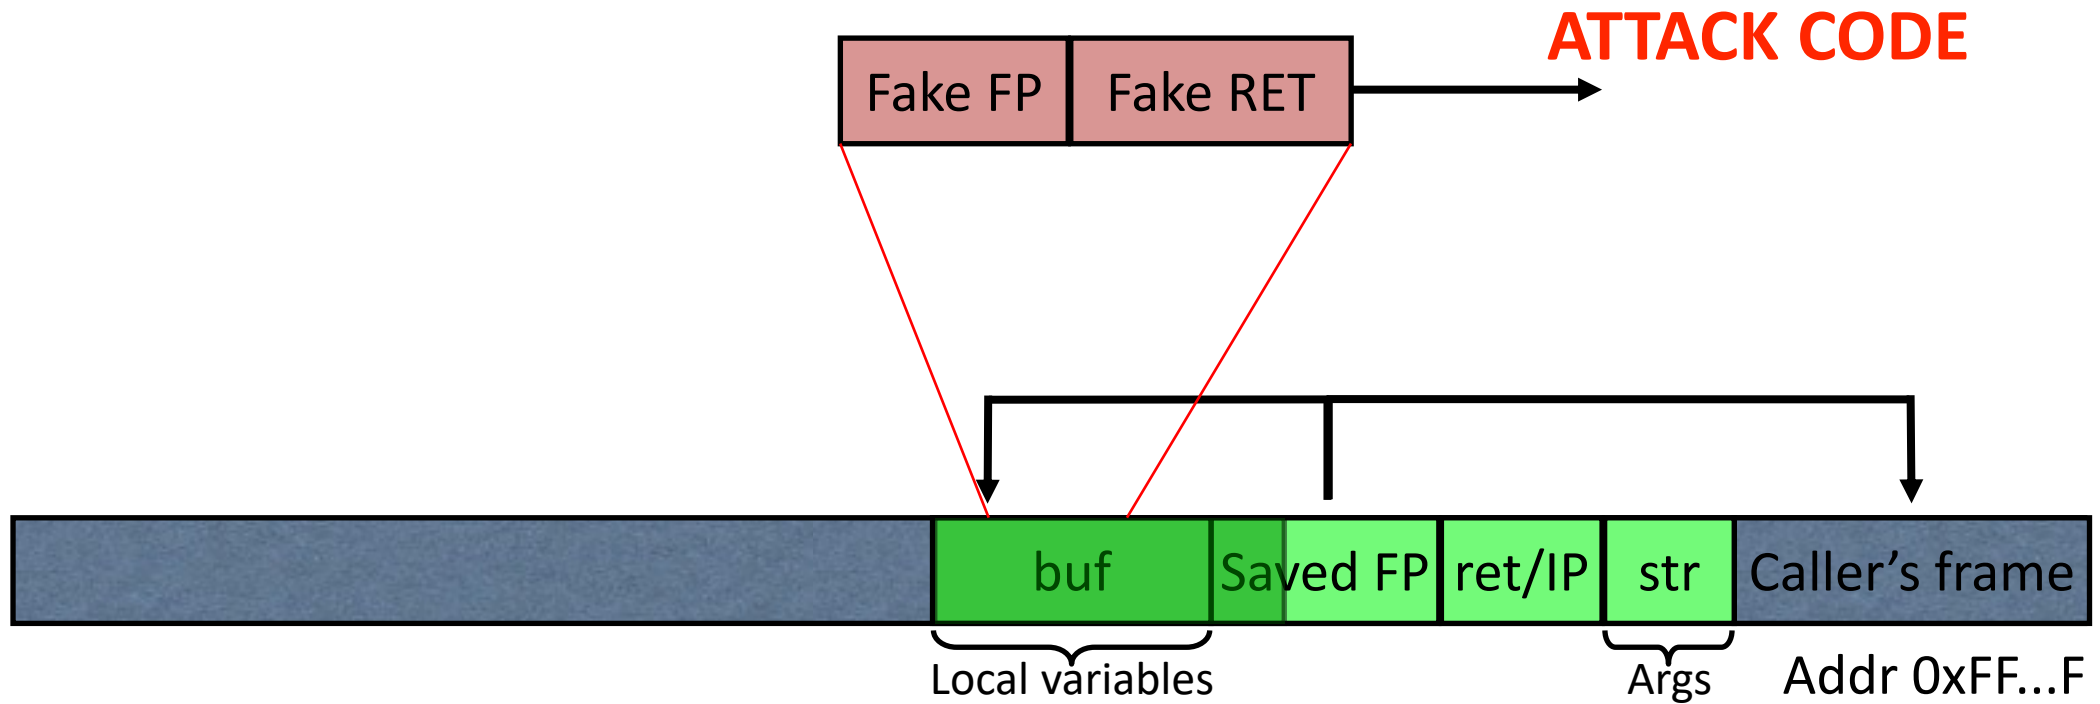 ATTACK CODE
Fake FP
Fake RET
buf
Saved FP
ret/IP
str
Caller’s frame
Local variables
Args
Addr 0xFF...F